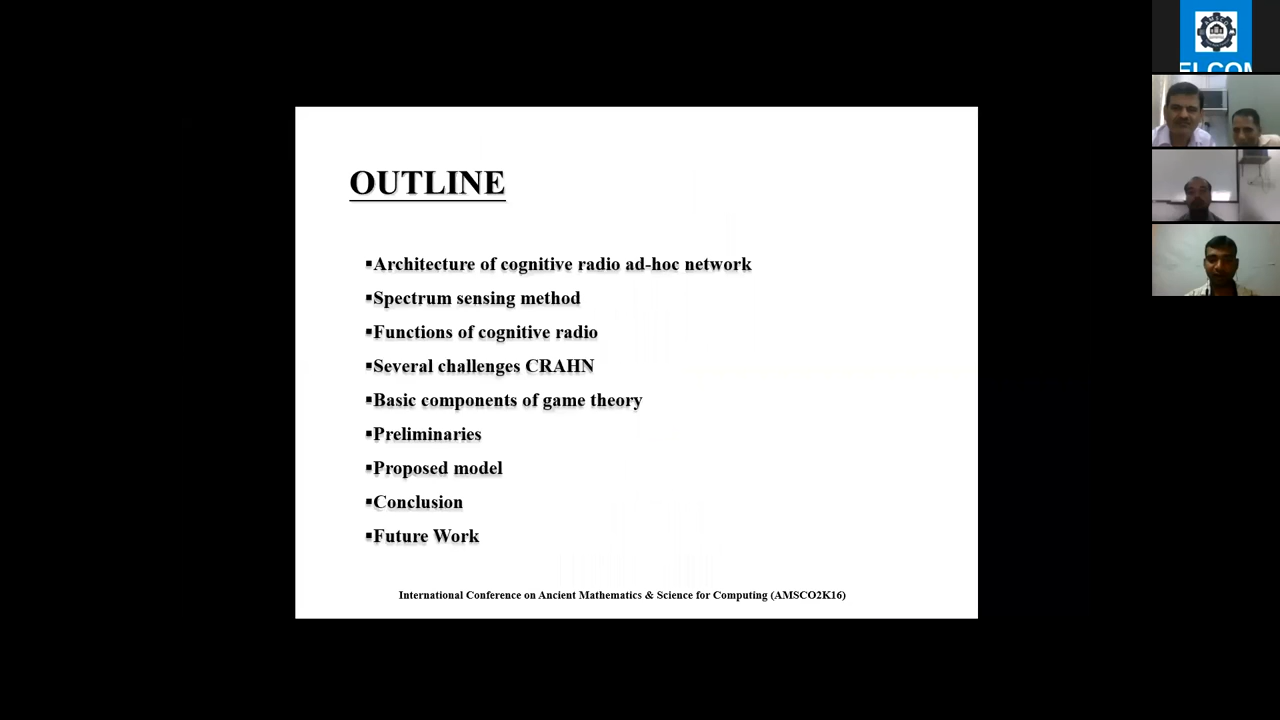 OUTLINE
▪Architecture of cognitive radio ad-hoc network
▪Spectrum sensing method
▪Functions of cognitive radio
▪Several challenges CRAHN
▪Basic components of game theory
▪Preliminaries
▪Proposed model
▪Conclusion
▪Future Work
International Conference on Ancient Mathematics & Science for Computing (AMSCO2K16)
AMSCO
ELCOM